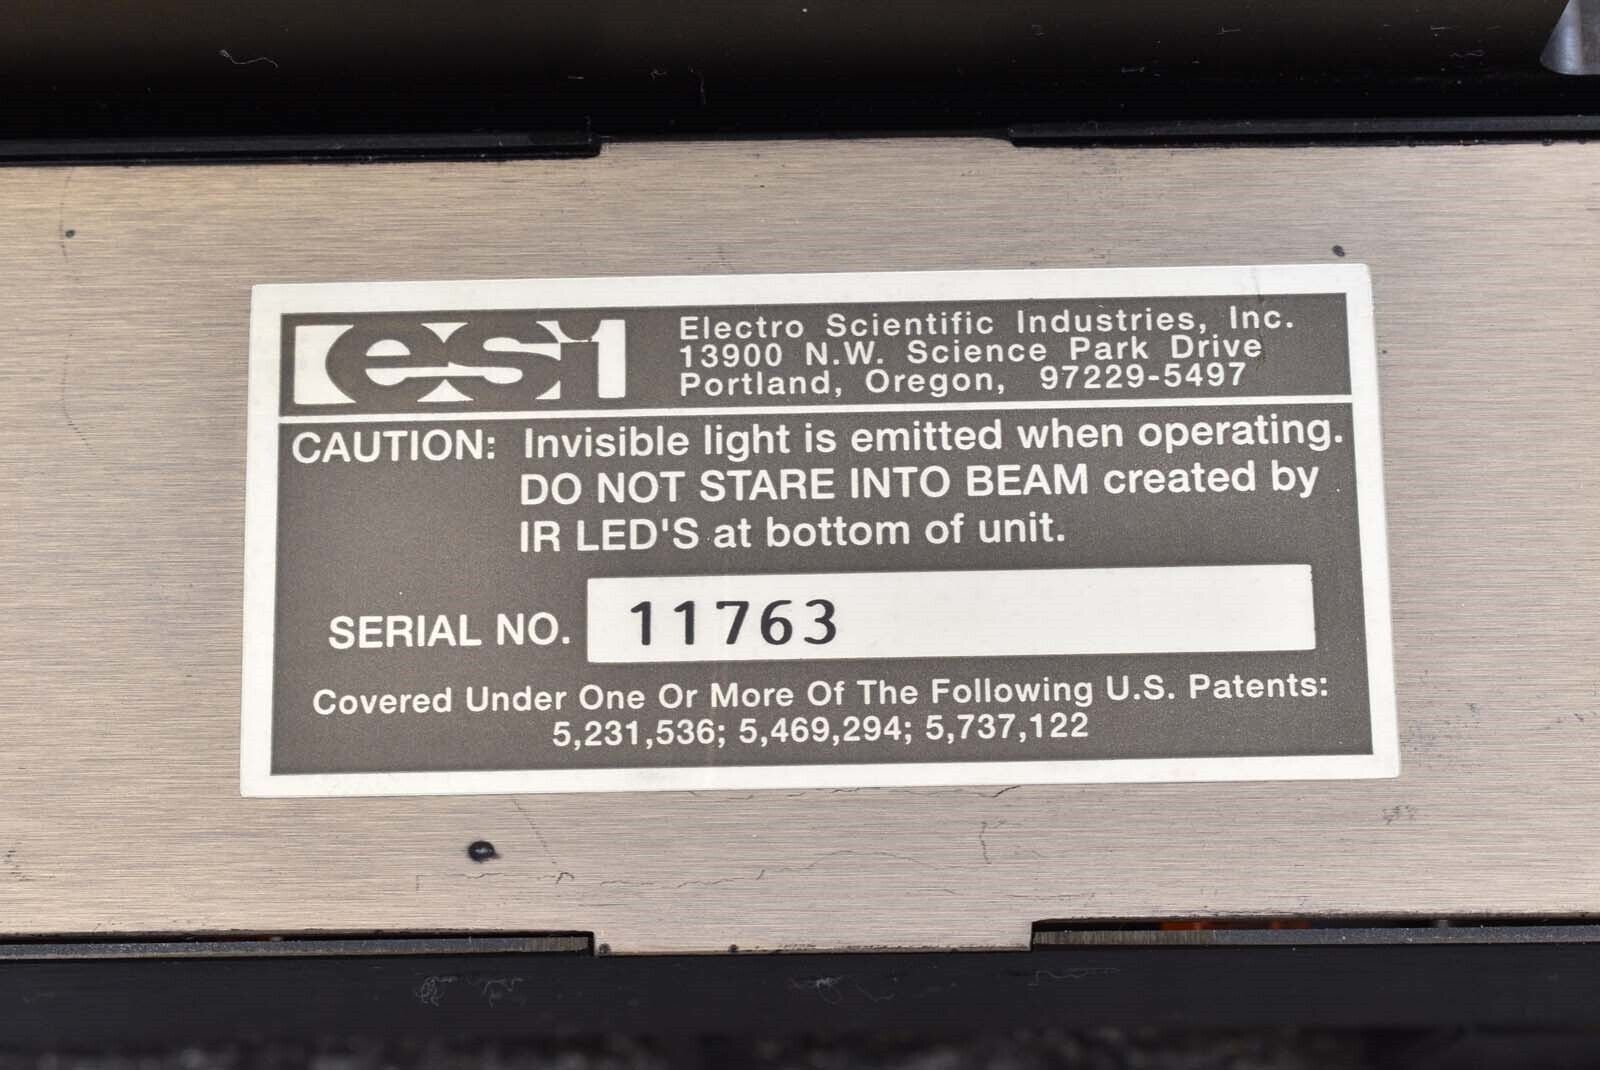 esi
Electro Scientific Industries, Inc.
13900 N.W. Science Park Drive
Portland, Oregon, 97229-5497
CAUTION: Invisible light is emitted when operating.
DO NOT STARE INTO BEAM created by
IR LED'S at bottom of unit.
SERIAL NO. 11763
Covered Under One Or More Of The Following U.S. Patents:
5,231,536; 5,469,294; 5,737,122